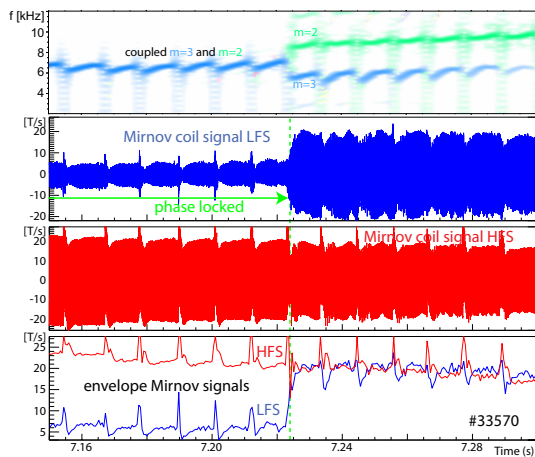 f [kHz]
10
8
6
4
coupled m=3 and m=2
m=2
m=3
[T/s]
20
10
0
-10
-20
Mirnov coil signal LFS
phase locked
[T/s]
20
10
0
-10
-20
Mirnov coil signal HFS
[T/s]
25
20
15
10
5
HFS
envelope Mirnov signals
LFS
#33570
7.16 7.20 7.24 7.28 Time (s)